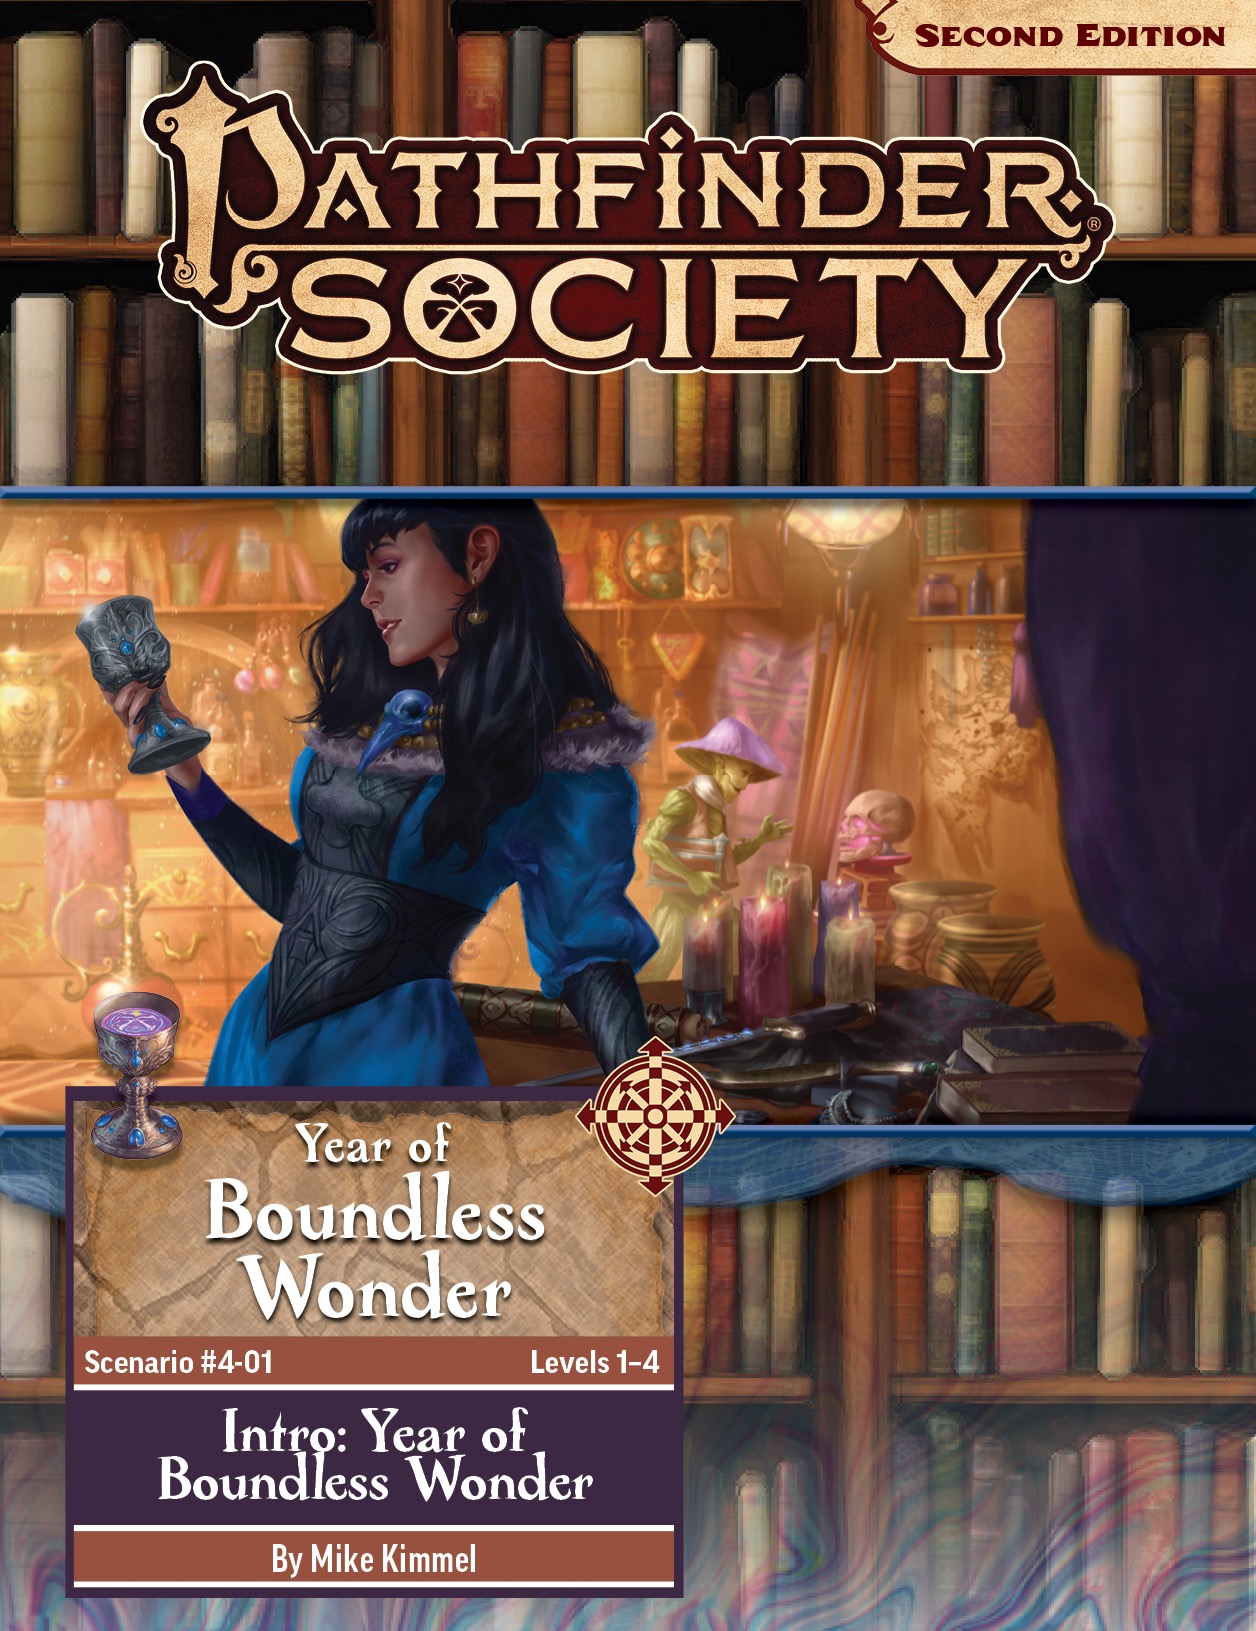 SECOND EDITION
PATHFINDER®
SOCIETY
Year of
Boundless
Wonder
Scenario #4-01 Levels 1–4
Intro: Year of
Boundless Wonder
By Mike Kimmel